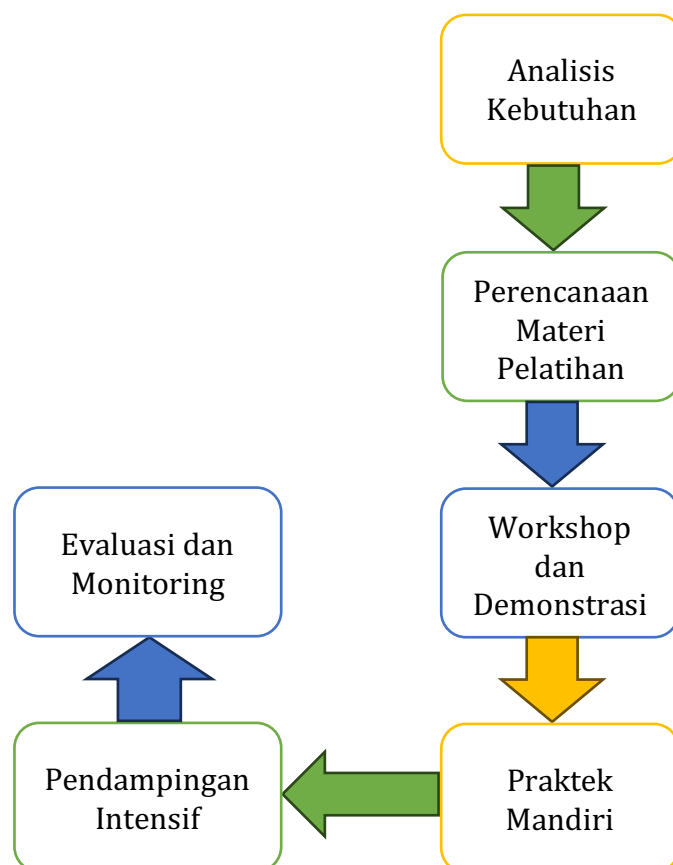 Analisis
Kebutuhan
Perencanaan
Materi
Pelatihan
Workshop
dan
Demonstrasi
Praktek
Mandiri
Pendampingan
Intensif
Evaluasi dan
Monitoring